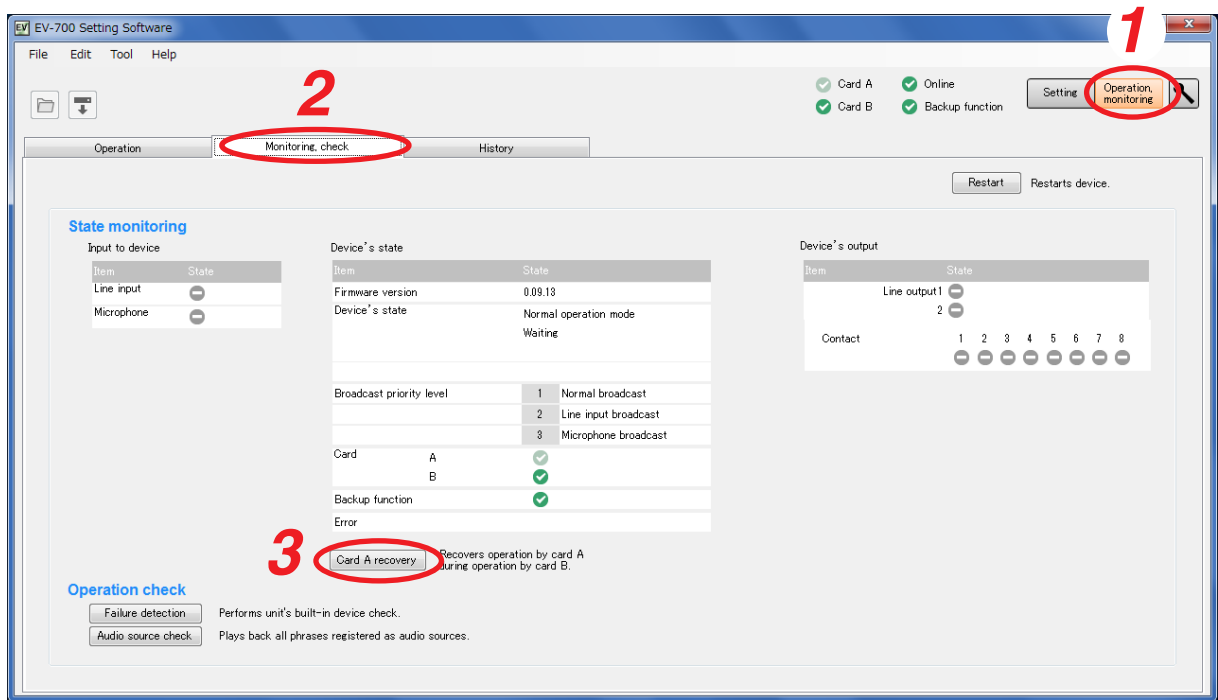 EV EV-700 Setting Software
1
File Edit Tool Help
2
Card A Online
Card B Backup function
Setting
Operation,
monitoring
Operation Monitoring, check History
Restart Restarts device.
State monitoring
Input to device
Item State
Line input
Microphone
Device's state
Item State
Firmware version 0.09.13
Device's state Normal operation mode
Waiting
Broadcast priority level 1 Normal broadcast
2 Line input broadcast
3 Microphone broadcast
Card A
B
Backup function
Error
Device's output
Item State
Line output1
2
Contact 1 2 3 4 5 6 7 8
3
Card A recovery
Recovers operation by card A
during operation by card B.
Operation check
Failure detection Performs unit's built-in device check.
Audio source check Plays back all phrases registered as audio sources.